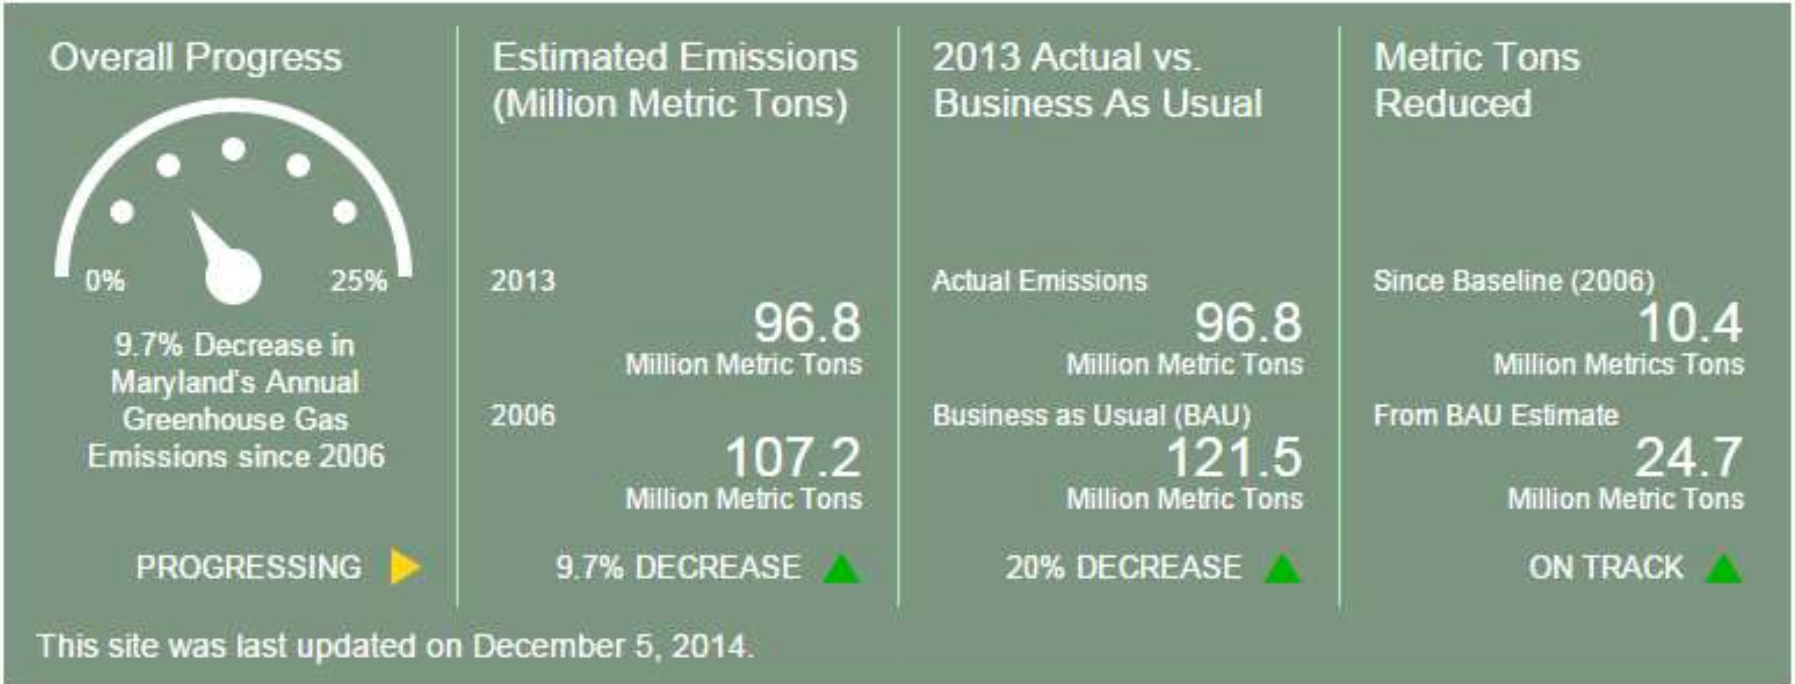 Overall Progress
0%
25%
9.7% Decrease in
Maryland's Annual
Greenhouse Gas
Emissions since 2006
PROGRESSING
Estimated Emissions
(Million Metric Tons)
2013
96.8
Million Metric Tons
2006
107.2
Million Metric Tons
9.7% DECREASE
2013 Actual vs.
Business As Usual
Actual Emissions
96.8
Million Metric Tons
Business as Usual (BAU)
121.5
Million Metric Tons
20% DECREASE
Metric Tons
Reduced
Since Baseline (2006)
10.4
Million Metrics Tons
From BAU Estimate
24.7
Million Metric Tons
ON TRACK
This site was last updated on December 5, 2014.